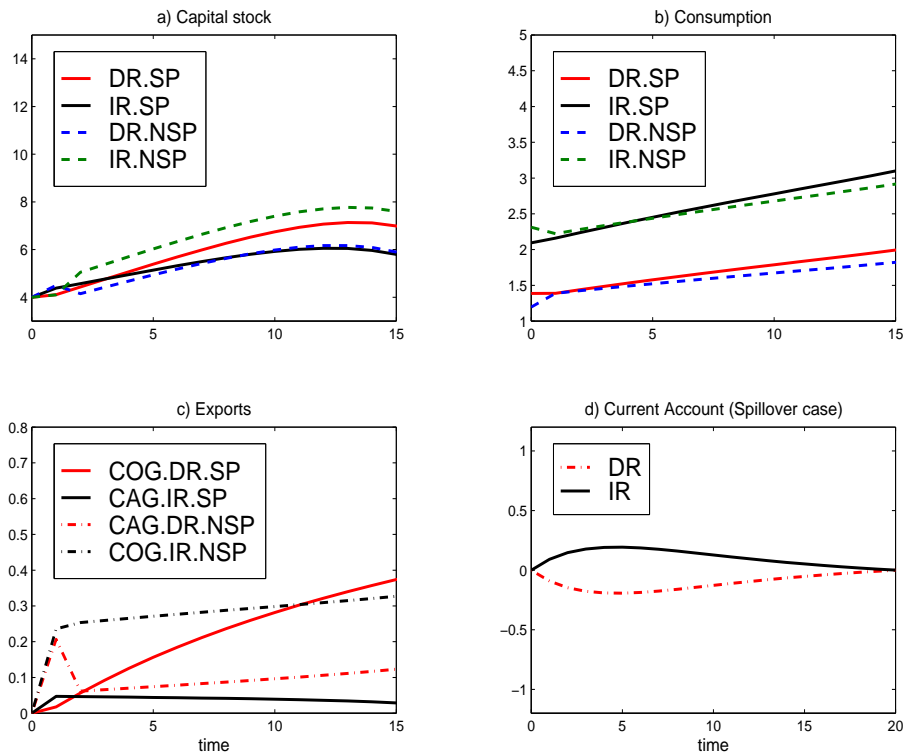 a) Capital stock
15
14
12
10
8
6
4
0
5
10
15
DR.SP
IR.SP
DR.NSP
IR.NSP
b) Consumption
5
4.5
4
3.5
3
2.5
2
1.5
1
0
5
10
15
DR.SP
IR.SP
DR.NSP
IR.NSP
c) Exports
0.8
0.7
0.6
0.5
0.4
0.3
0.2
0.1
0
0
5
10
15
time
COG.DR.SP
CAG.IR.SP
CAG.DR.NSP
COG.IR.NSP
d) Current Account (Spillover case)
1
0.5
0
−0.5
−1
0
5
10
15
20
time
DR
IR